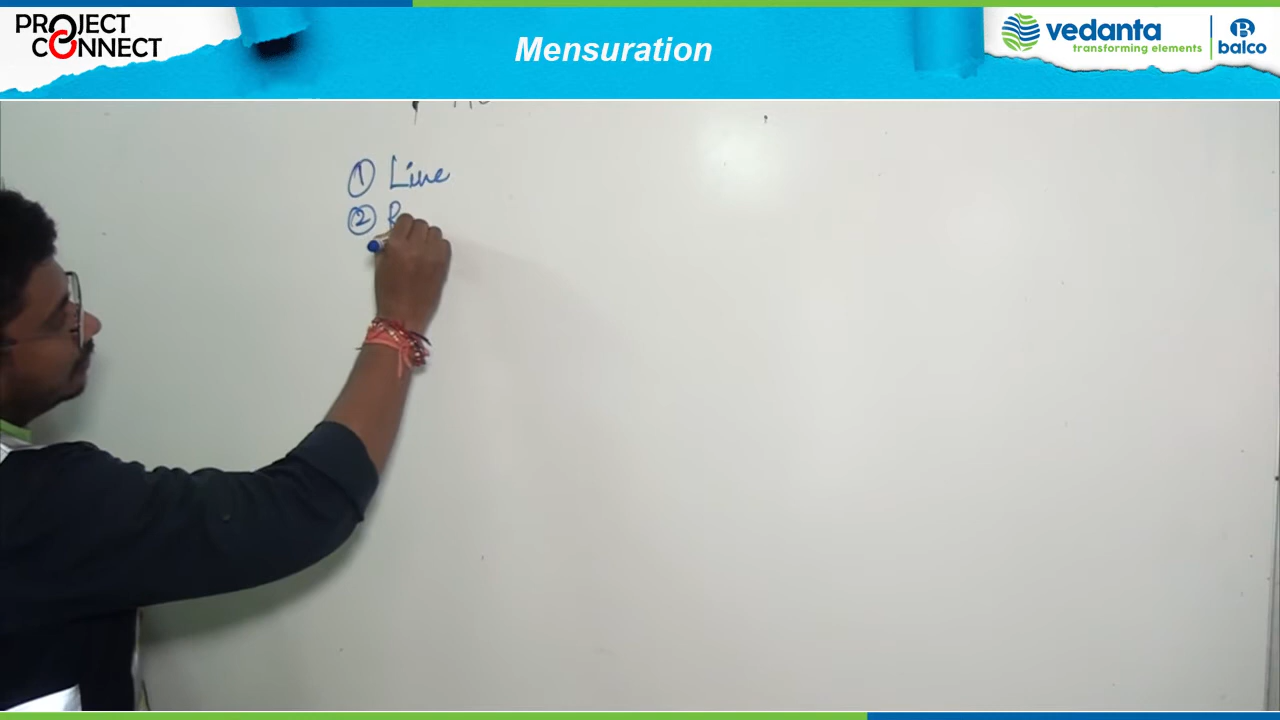 PROJECT
CONNECT
Mensuration
vedanta
transforming elements
balco
① Line
②